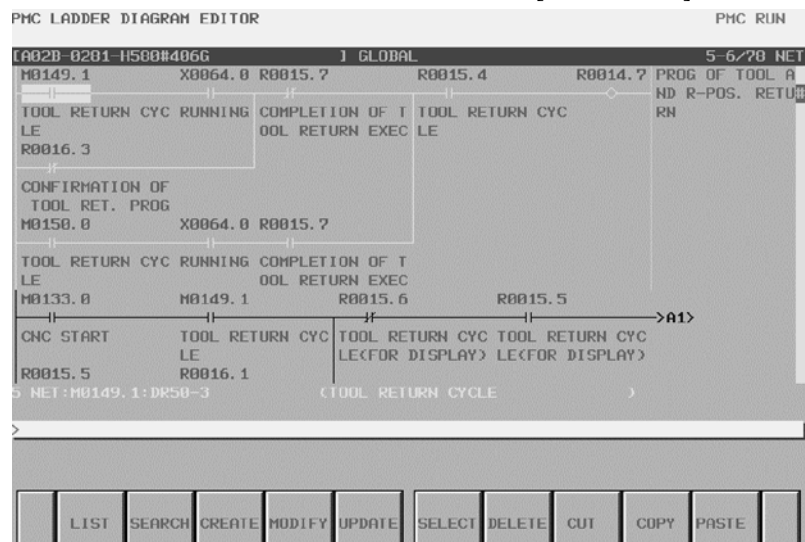 PMC LADDER DIAGRAM EDITOR PMC RUN
[A02B-0281-H580#406G ] GLOBAL 5-6/78 NET
M0149.1 X0064.0 R0015.7 R0015.4 R0014.7 PROG OF TOOL A
ND R-POS. RETU
TOOL RETURN CYC RUNNING COMPLETION OF T TOOL RETURN CYC RN
LE OOL RETURN EXEC LE
R0016.3
CONFIRMATION OF
TOOL RET. PROG
M0150.0 X0064.0 R0015.7
TOOL RETURN CYC RUNNING COMPLETION OF T
LE OOL RETURN EXEC
M0133.0 M0149.1 R0015.6 R0015.5
>A1>
CNC START TOOL RETURN CYC TOOL RETURN CYC TOOL RETURN CYC
LE LE(FOR DISPLAY) LE(FOR DISPLAY)
R0015.5 R0016.1
5 NET:M0149.1:DR50-3 (TOOL RETURN CYCLE )
>
LIST SEARCH CREATE MODIFY UPDATE SELECT DELETE CUT COPY PASTE